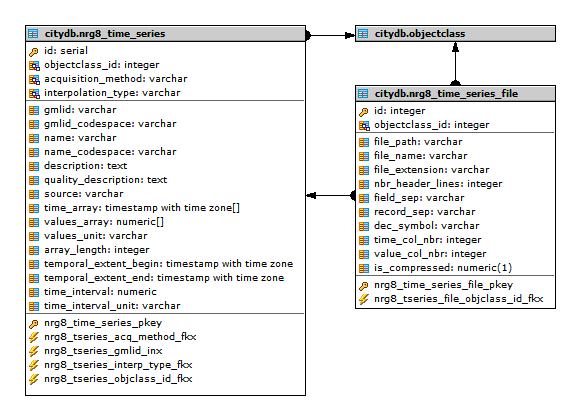 citydb.nrg8_time_series
id: serial
objectclass_id: integer
acquisition_method: varchar
interpolation_type: varchar
gmlid: varchar
gmlid_codespace: varchar
name: varchar
name_codespace: varchar
description: text
quality_description: text
source: varchar
time_array: timestamp with time zone[]
values_array: numeric[]
values_unit: varchar
array_length: integer
temporal_extent_begin: timestamp with time zone
temporal_extent_end: timestamp with time zone
time_interval: numeric
time_interval_unit: varchar
nrg8_time_series_pkey
nrg8_tseries_acq_method_fkx
nrg8_tseries_gmlid_inx
nrg8_tseries_interp_type_fkx
nrg8_tseries_objclass_id_fkx
citydb.objectclass
citydb.nrg8_time_series_file
id: integer
objectclass_id: integer
file_path: varchar
file_name: varchar
file_extension: varchar
nbr_header_lines: integer
field_sep: varchar
record_sep: varchar
dec_symbol: varchar
time_col_nbr: integer
value_col_nbr: integer
is_compressed: numeric(1)
nrg8_time_series_file_pkey
nrg8_tseries_file_objclass_id_fkx